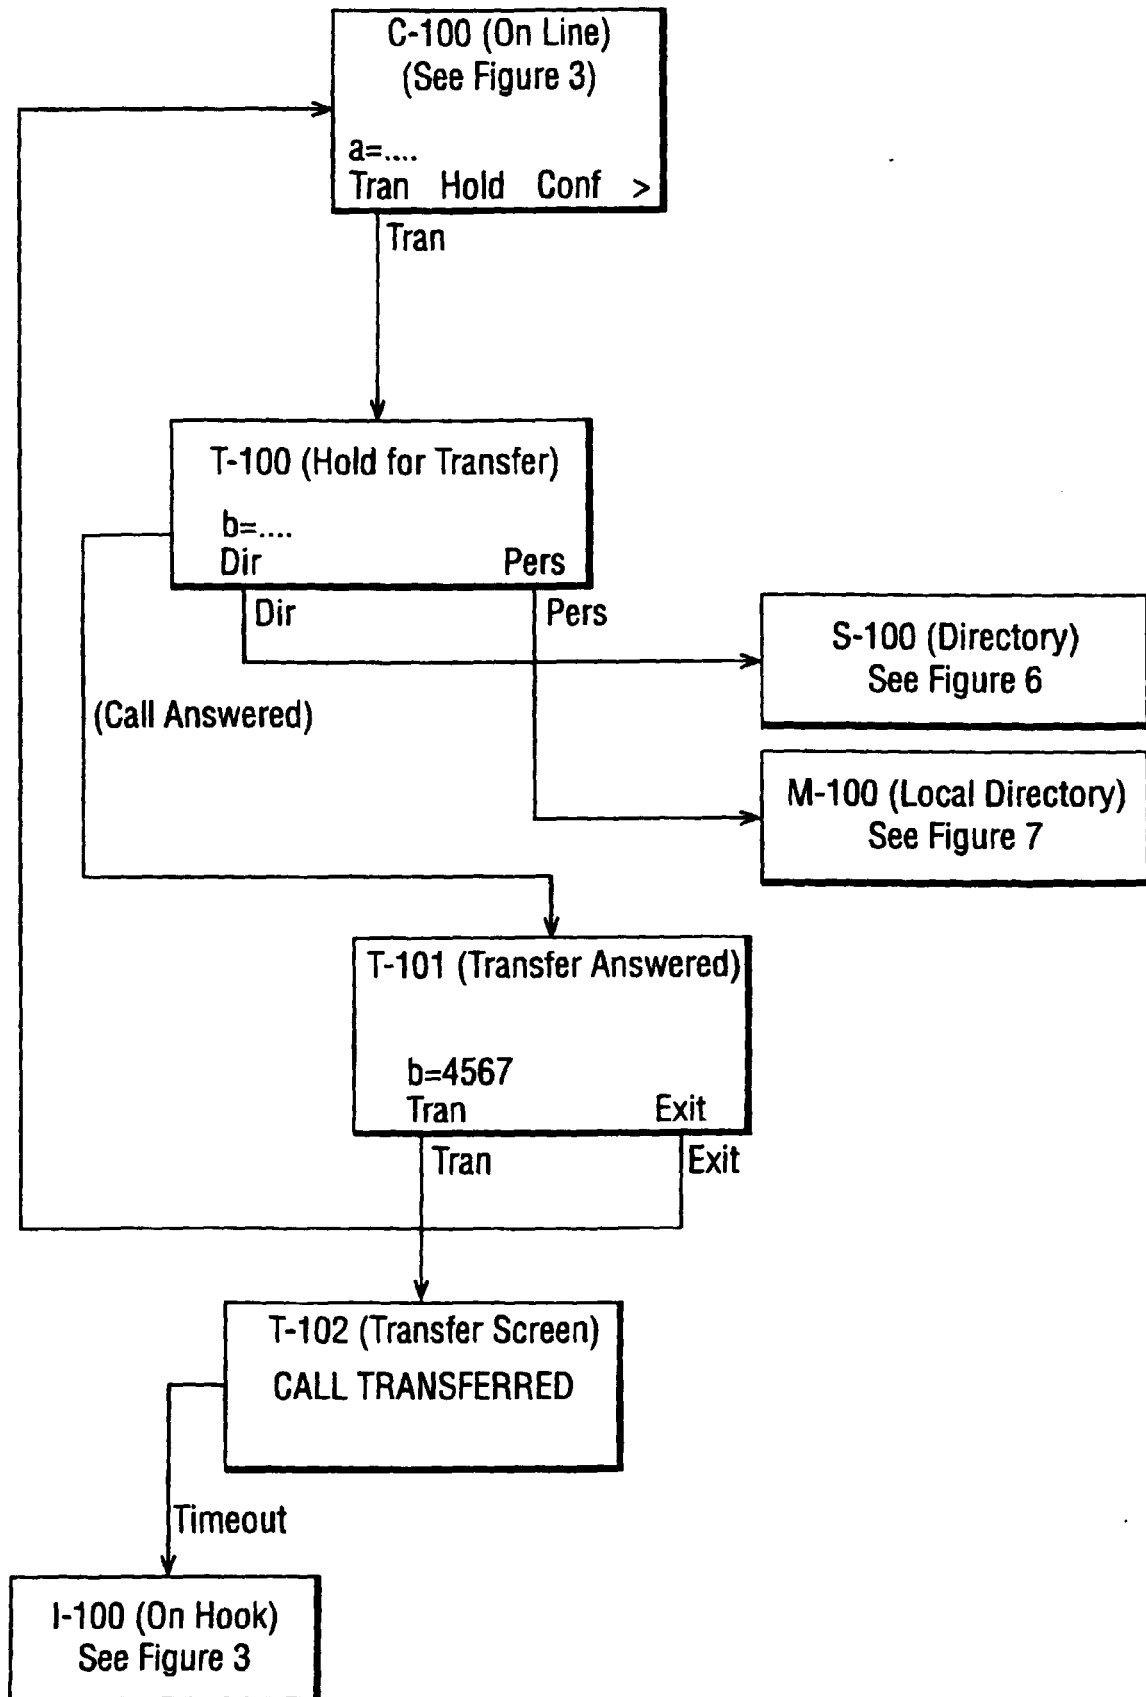 C-100 (On Line)
(See Figure 3)
a=....
Tran Hold Conf >
Tran
T-100 (Hold for Transfer)
b=....
Dir Pers
Dir Pers
S-100 (Directory)
See Figure 6
(Call Answered)
M-100 (Local Directory)
See Figure 7
T-101 (Transfer Answered)
b=4567
Tran Exit
Tran Exit
T-102 (Transfer Screen)
CALL TRANSFERRED
Timeout
I-100 (On Hook)
See Figure 3